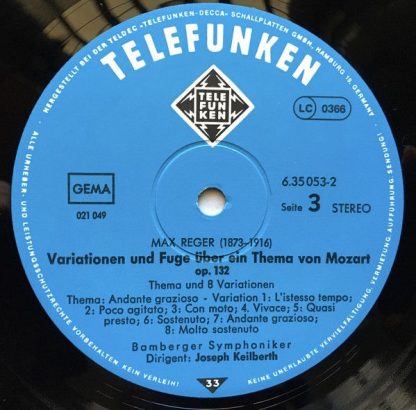 HERGESTELLT BEI DER TELDEC »TELEFUNKEN-DECCA« SCHALLPLATTEN GMBH, HAMBURG 19 GERMANY
TELEFUNKEN
TELE
FUN
KEN
LC 0366
GEMA
021 049
6.35 053-2
Seite 3 STEREO
MAX REGER (1873-1916)
Variationen und Fuge über ein Thema von Mozart
op. 132
Thema und 8 Variationen
Thema: Andante grazioso - Variation 1: L'istesso tempo;
2: Poco agitato; 3: Con moto; 4. Vivace; 5: Quasi
presto; 6: Sostenuto; 7: Andante grazioso;
8: Molto sostenuto
Bamberger Symphoniker
Dirigent: Joseph Keilberth
33
ALLE URHEBER- UND LEISTUNGSSCHUTZRECHTE VORBEHALTEN KEIN VERLEIH!
KEINE UNERLAUBTE VERVIELFÄLTIGUNG, VERMIETUNG, AUFFÜHRUNG, SENDUNG!